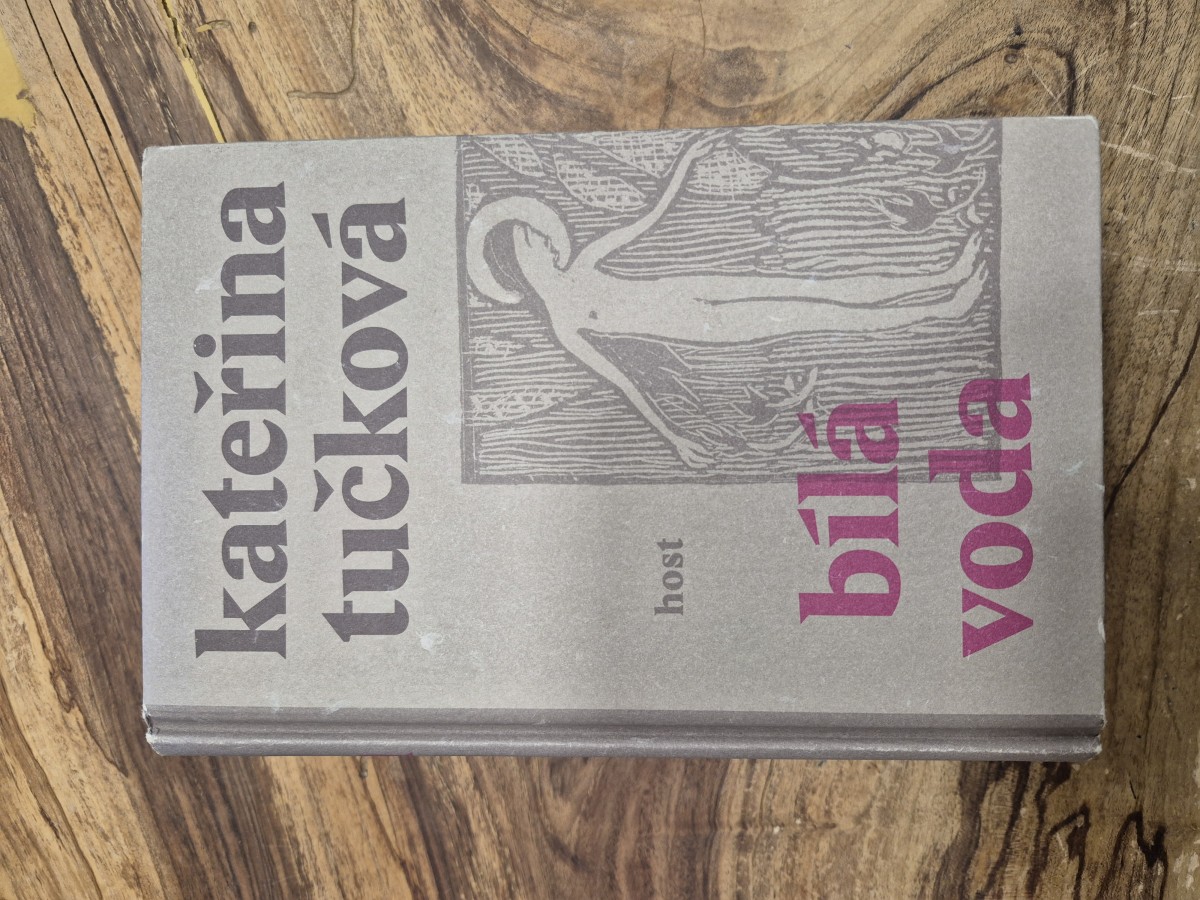 kateřina
tučková
host
bílá
voda